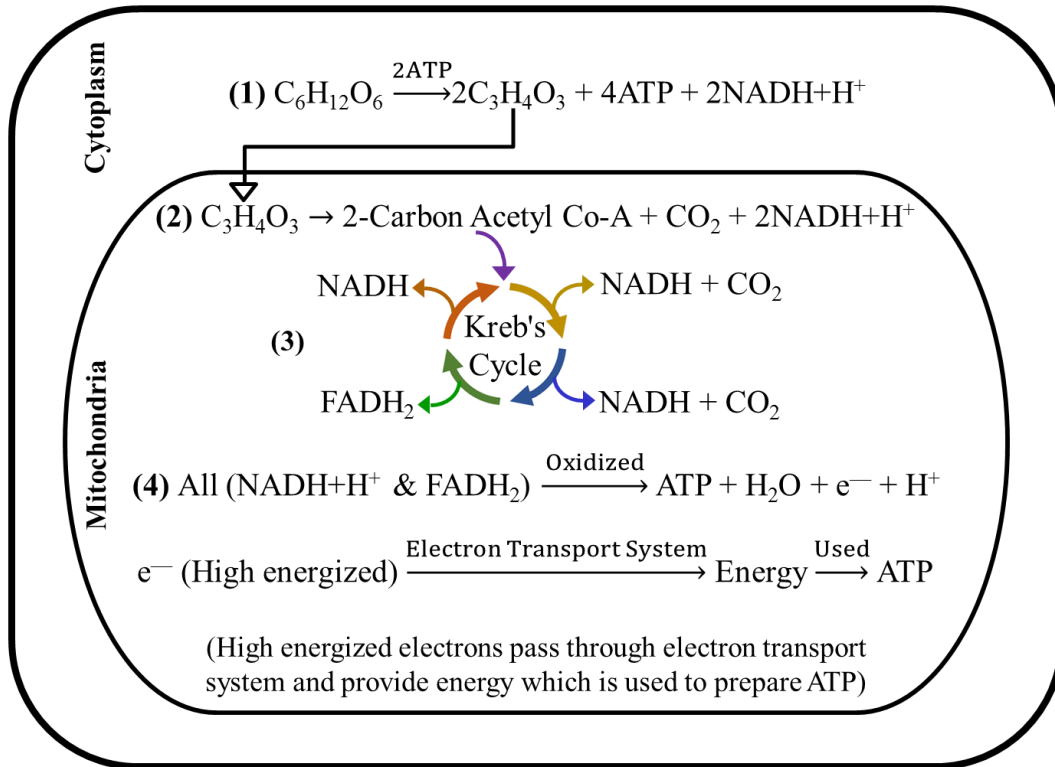 Cytoplasm
2ATP
(1) C₆H₁₂O₆ ⟶ 2C₃H₄O₃ + 4ATP + 2NADH+H⁺
(2) C₃H₄O₃ → 2-Carbon Acetyl Co-A + CO₂ + 2NADH+H⁺
NADH
NADH + CO₂
(3)
Kreb's
Cycle
FADH₂
NADH + CO₂
Mitochondria
Oxidized
(4) All (NADH+H⁺ & FADH₂) ⟶ ATP + H₂O + e⁻ + H⁺
Electron Transport System
Used
e⁻ (High energized) ⟶ Energy ⟶ ATP
(High energized electrons pass through electron transport
system and provide energy which is used to prepare ATP)